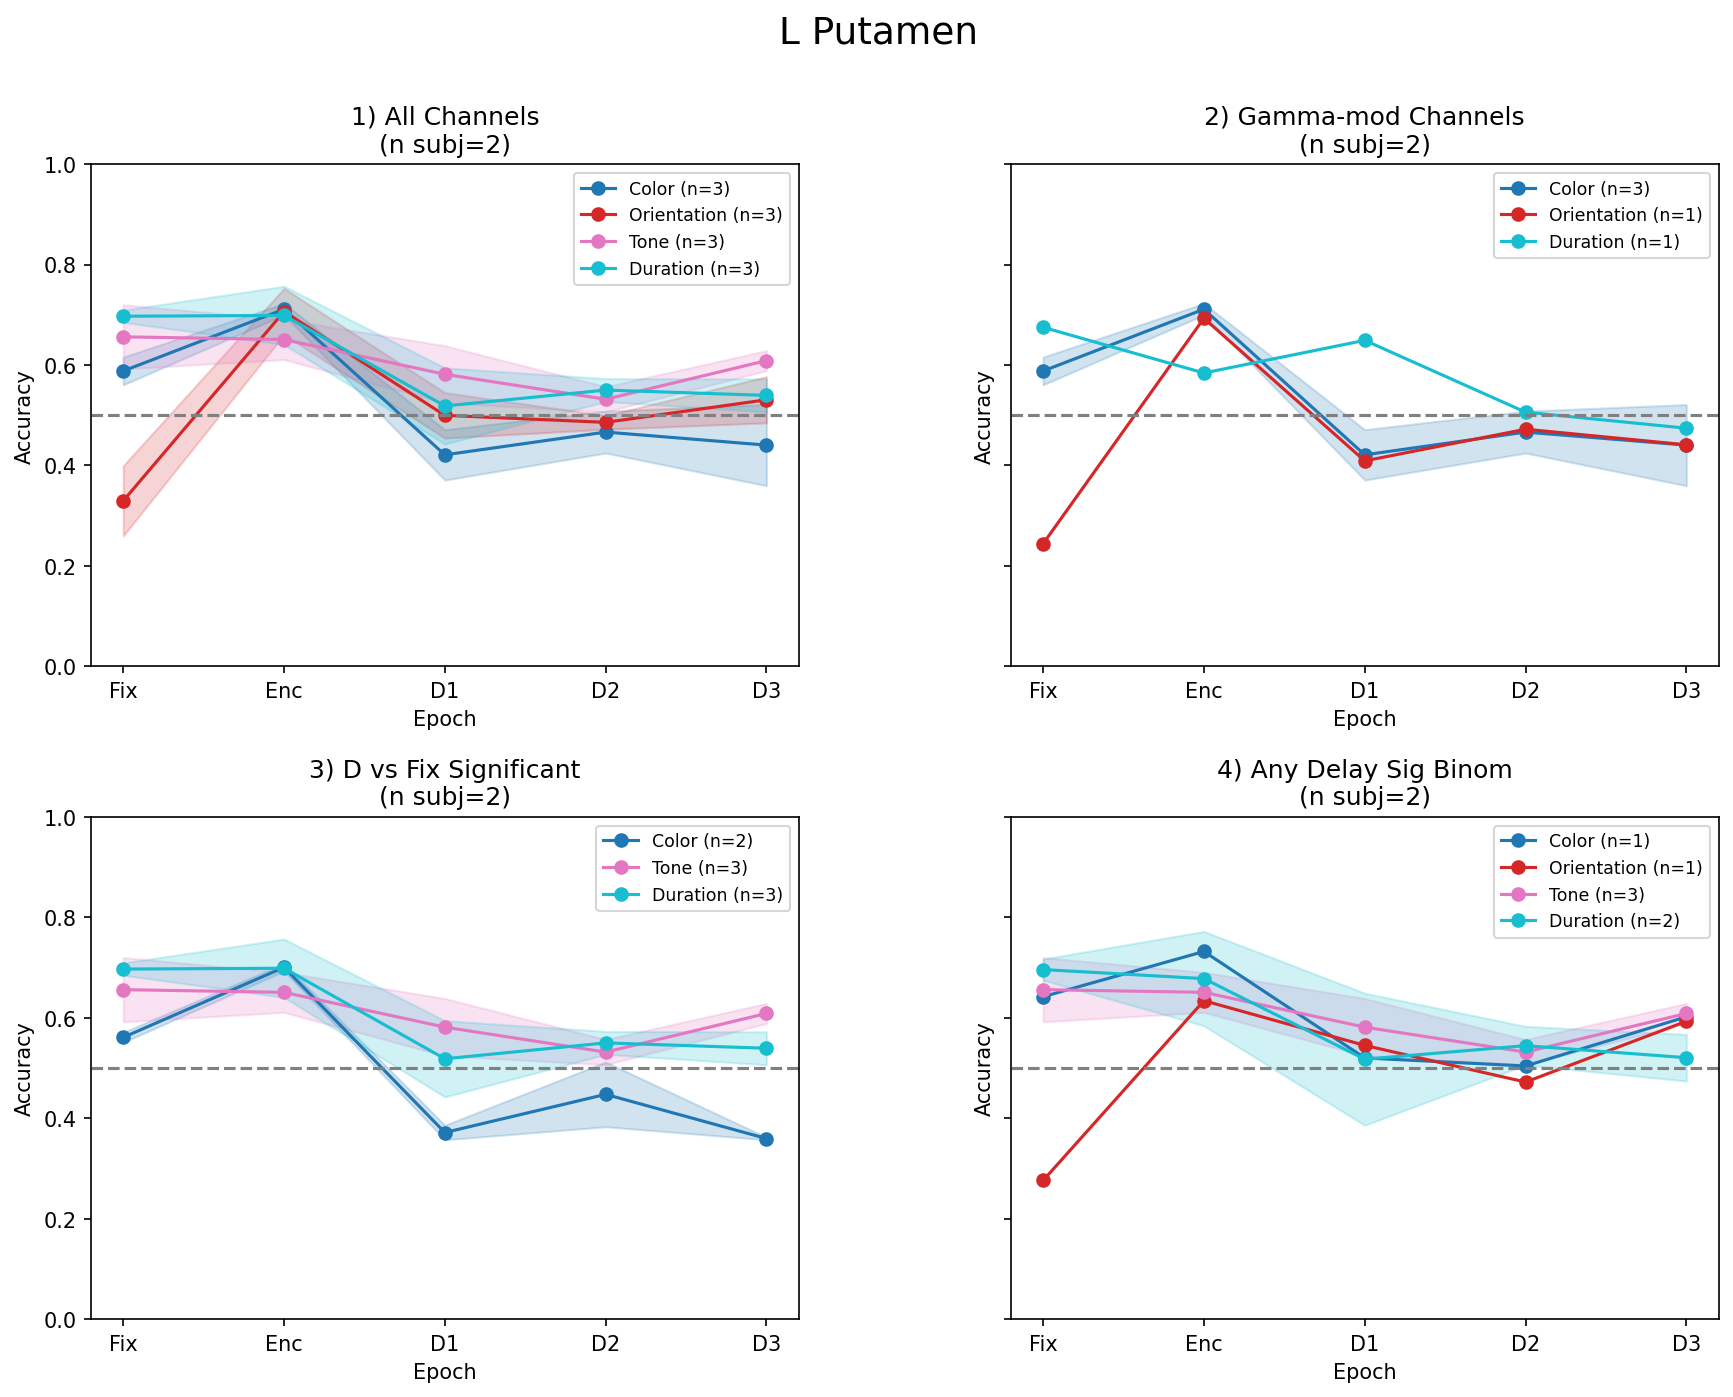 L Putamen
1) All Channels
(n subj=2)
1.0
0.8
0.6
0.4
0.2
0.0
Accuracy
Color (n=3)
Orientation (n=3)
Tone (n=3)
Duration (n=3)
Fix Enc D1 D2 D3
Epoch
2) Gamma-mod Channels
(n subj=2)
Accuracy
Color (n=3)
Orientation (n=1)
Duration (n=1)
Fix Enc D1 D2 D3
Epoch
3) D vs Fix Significant
(n subj=2)
1.0
0.8
0.6
0.4
0.2
0.0
Accuracy
Color (n=2)
Tone (n=3)
Duration (n=3)
Fix Enc D1 D2 D3
Epoch
4) Any Delay Sig Binom
(n subj=2)
Accuracy
Color (n=1)
Orientation (n=1)
Tone (n=3)
Duration (n=2)
Fix Enc D1 D2 D3
Epoch